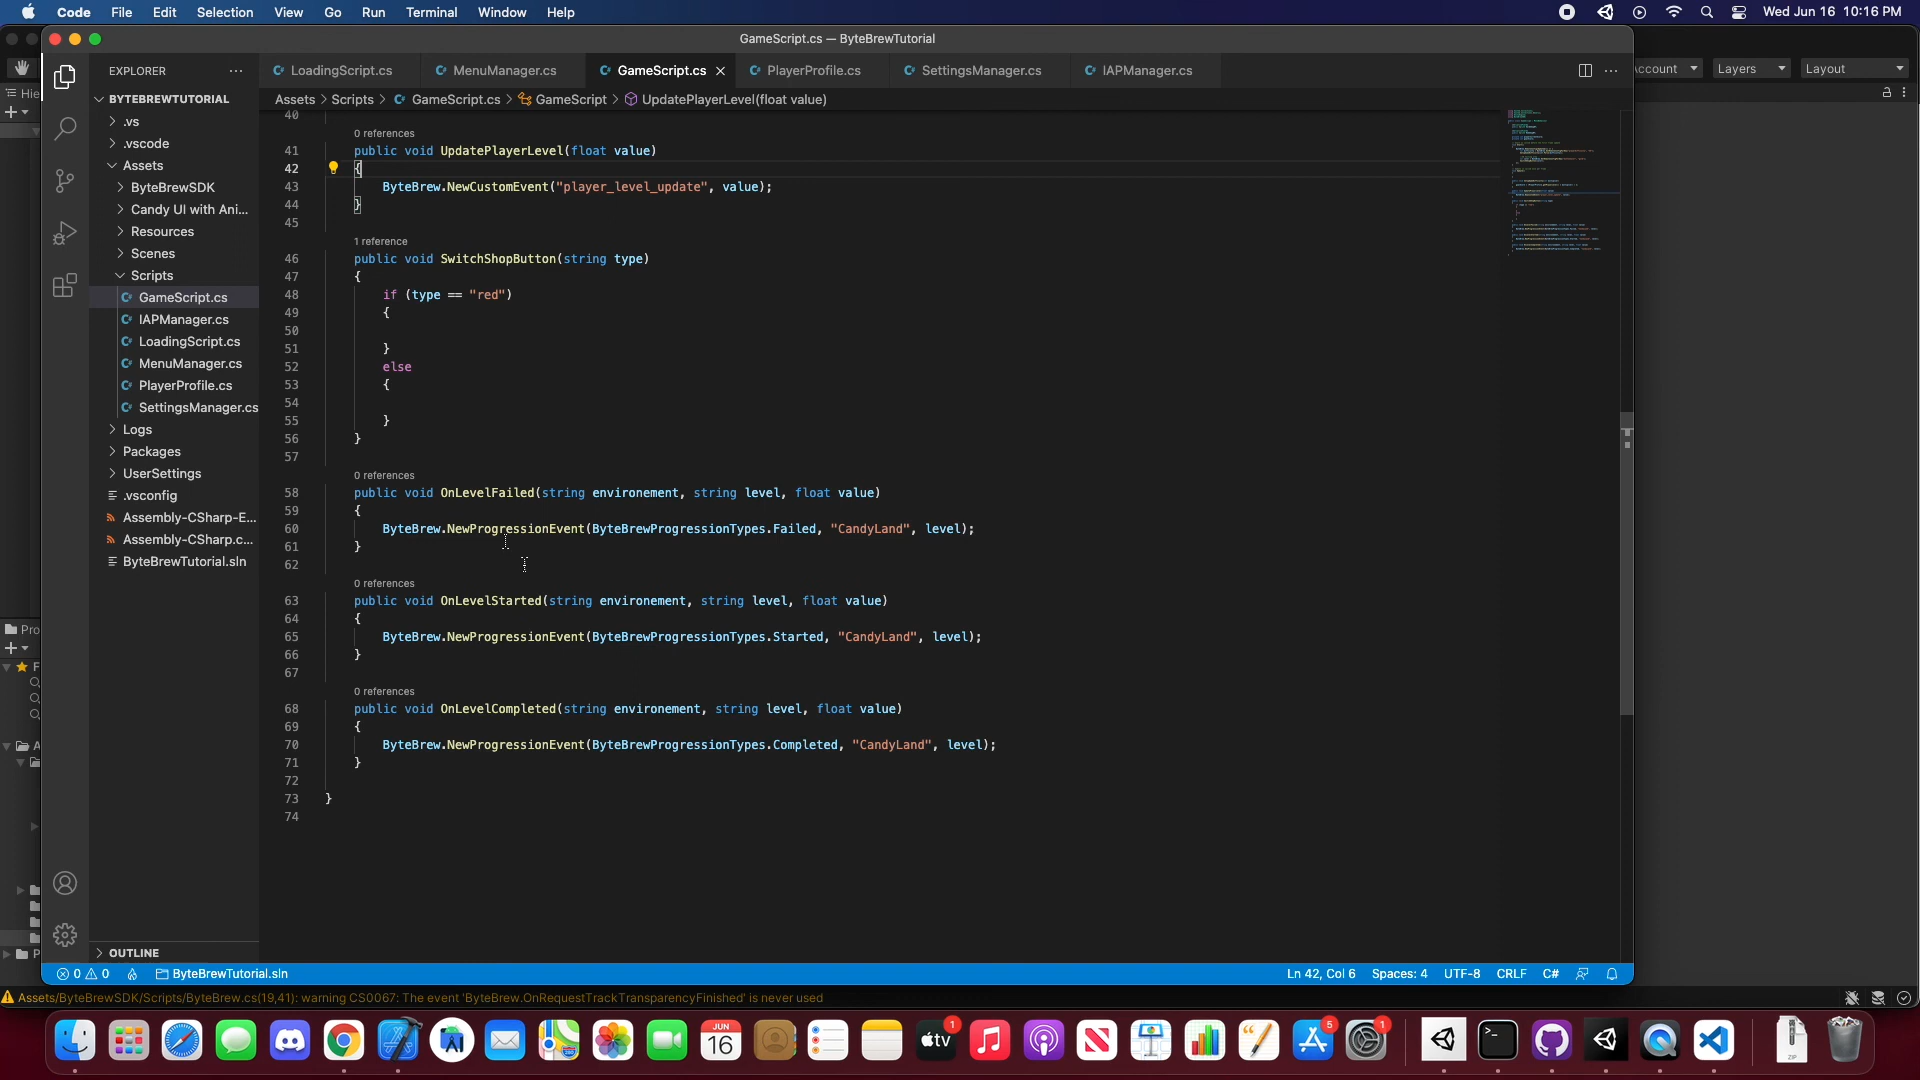 Code File Edit Selection View Go Run Terminal Window Help Wed Jun 16 10:16 PM
GameScript.cs — ByteBrewTutorial
EXPLORER
LoadingScript.cs MenuManager.cs GameScript.cs PlayerProfile.cs SettingsManager.cs IAPManager.cs
ccount Layers Layout
Hie
Assets > Scripts > GameScript.cs > GameScript > UpdatePlayerLevel(float value)
BYTEBREWTUTORIAL
.vs
.vscode
Assets
ByteBrewSDK
Candy UI with Ani...
Resources
Scenes
Scripts
GameScript.cs
IAPManager.cs
LoadingScript.cs
MenuManager.cs
PlayerProfile.cs
SettingsManager.cs
Logs
Packages
UserSettings
.vsconfig
Assembly-CSharp-E...
Assembly-CSharp.c...
ByteBrewTutorial.sln
OUTLINE
40
0 references
41 public void UpdatePlayerLevel(float value)
42 {
43 ByteBrew.NewCustomEvent("player_level_update", value);
44 }
45
1 reference
46 public void SwitchShopButton(string type)
47 {
48 if (type == "red")
49 {
50
51 }
52 else
53 {
54
55 }
56 }
57
0 references
58 public void OnLevelFailed(string environement, string level, float value)
59 {
60 ByteBrew.NewProgressionEvent(ByteBrewProgressionTypes.Failed, "CandyLand", level);
61 }
62
0 references
63 public void OnLevelStarted(string environement, string level, float value)
64 {
65 ByteBrew.NewProgressionEvent(ByteBrewProgressionTypes.Started, "CandyLand", level);
66 }
67
0 references
68 public void OnLevelCompleted(string environement, string level, float value)
69 {
70 ByteBrew.NewProgressionEvent(ByteBrewProgressionTypes.Completed, "CandyLand", level);
71 }
72
73 }
74
Pro
F
A
P
0 0 ByteBrewTutorial.sln Ln 42, Col 6 Spaces: 4 UTF-8 CRLF C#
Assets/ByteBrewSDK/Scripts/ByteBrew.cs(19,41): warning CS0067: The event 'ByteBrew.OnRequestTrackTransparencyFinished' is never used
JUN
16
tv
1
5
1
ZIP